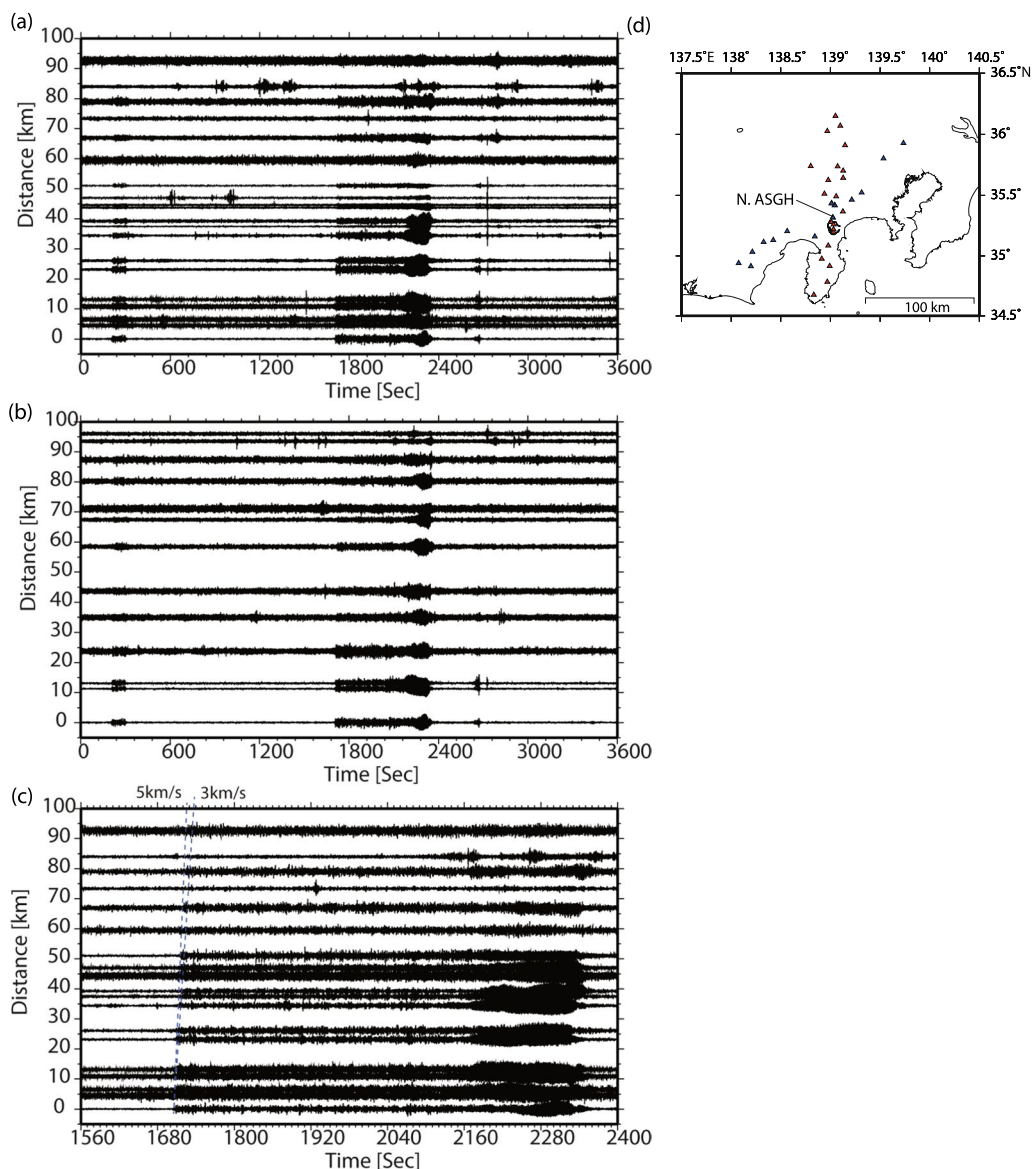 (a)
100
90
80
70
60
50
40
30
20
10
0
Distance [km]
0 600 1200 1800 2400 3000 3600
Time [Sec]
(b)
100
90
80
70
60
50
40
30
20
10
0
Distance [km]
0 600 1200 1800 2400 3000 3600
Time [Sec]
(c)
5km/s 3km/s
100
90
80
70
60
50
40
30
20
10
0
Distance [km]
1560 1680 1800 1920 2040 2160 2280 2400
Time [Sec]
(d)
137.5˚E 138˚ 138.5˚ 139˚ 139.5˚ 140˚ 140.5˚
36.5˚N
36˚
35.5˚
35˚
34.5˚
N. ASGH
100 km